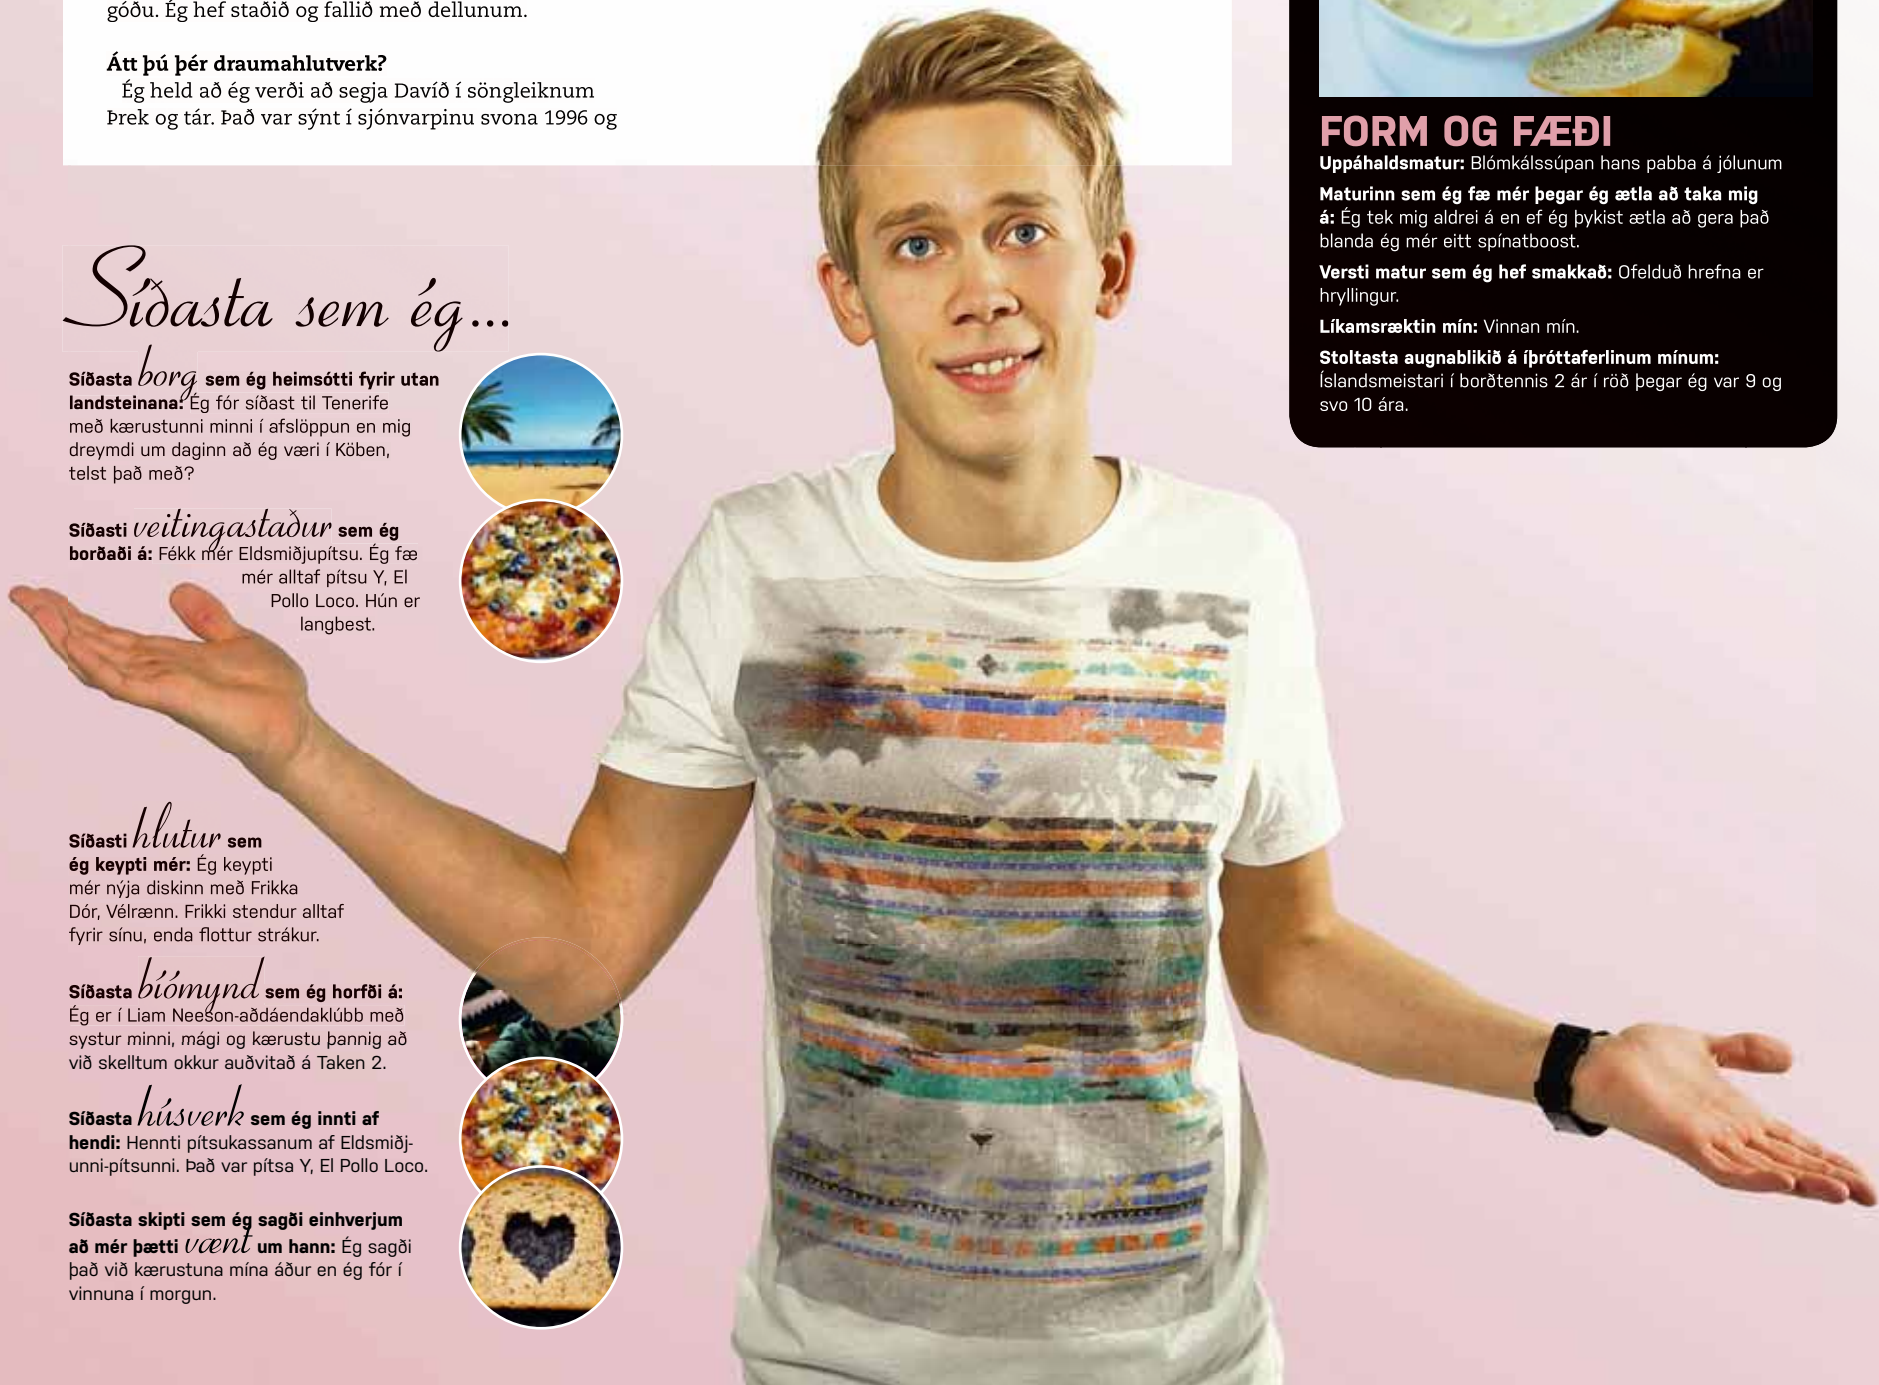 góðu. Ég hef staðið og fallið með dellunum.
Átt þú þér draumahlutverk?
Ég held að ég verði að segja Davíð í söngleiknum
Þrek og tár. Það var sýnt í sjónvarpinu svona 1996 og
Síðasta sem ég...
Síðasta borg sem ég heimsótti fyrir utan
landsteinana: Ég fór síðast til Tenerife
með kærustunni minni í afslöppun en mig
dreymdi um daginn að ég væri í Köben,
telst það með?
Síðasti veitingastaður sem ég
borðaði á: Fékk mér Eldsmiðjupítsu. Ég fæ
mér alltaf pítsu Y, El
Pollo Loco. Hún er
langbest.
Síðasti hlutur sem
ég keypti mér: Ég keypti
mér nýja diskinn með Frikka
Dór, Vélrænn. Frikki stendur alltaf
fyrir sínu, enda flottur strákur.
Síðasta bíómynd sem ég horfði á:
Ég er í Liam Neeson-aðdáendaklúbb með
systur minni, mági og kærustu þannig að
við skelltum okkur auðvitað á Taken 2.
Síðasta húsverk sem ég innti af
hendi: Hennti pítsukassanum af Eldsmiðj-
unni-pítsunni. Það var pítsa Y, El Pollo Loco.
Síðasta skipti sem ég sagði einhverjum
að mér þætti vænt um hann: Ég sagði
það við kærustuna mína áður en ég fór í
vinnuna í morgun.
FORM OG FÆÐI
Uppáhaldsmatur: Blómkálssúpan hans pabba á jólunum
Maturinn sem ég fæ mér þegar ég ætla að taka mig
á: Ég tek mig aldrei á en ef ég þykist ætla að gera það
blanda ég mér eitt spínatboost.
Versti matur sem ég hef smakkað: Ofelduð hrefna er
hryllingur.
Líkamsræktin mín: Vinnan mín.
Stoltasta augnablikið á íþróttaferlinum mínum:
Íslandsmeistari í borðtennis 2 ár í röð þegar ég var 9 og
svo 10 ára.